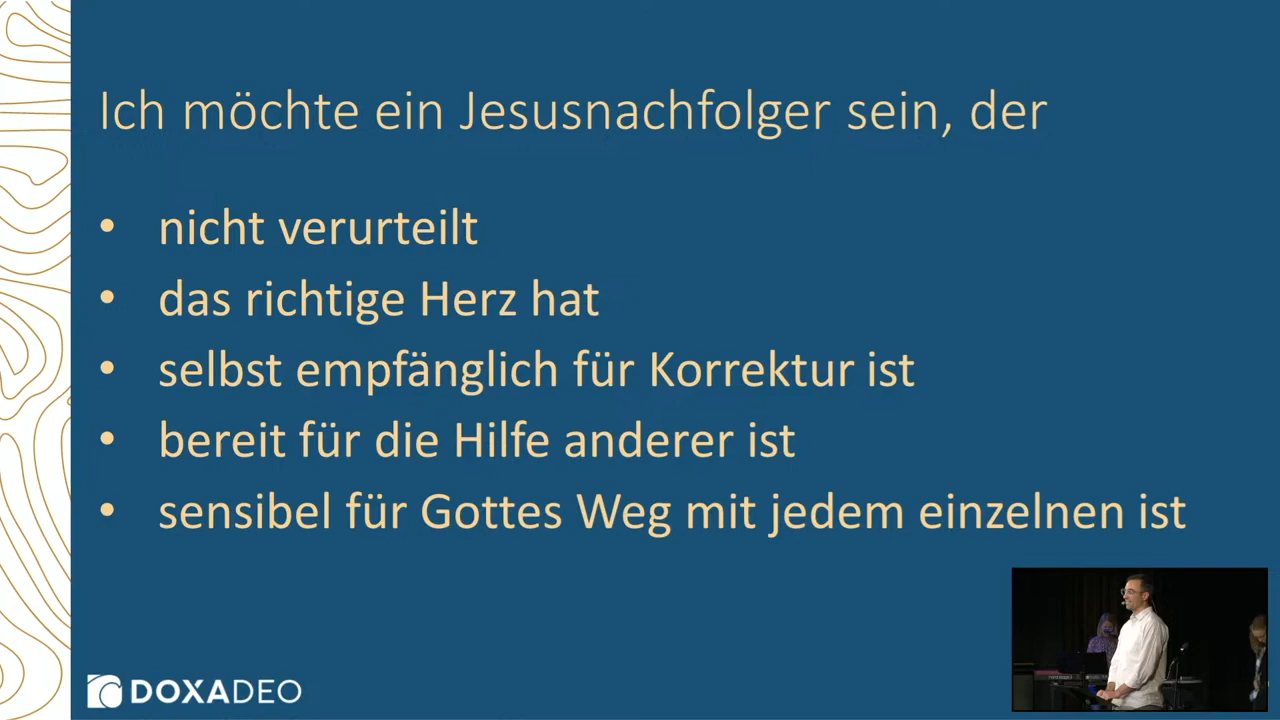 Ich möchte ein Jesusnachfolger sein, der
• nicht verurteilt
• das richtige Herz hat
• selbst empfänglich für Korrektur ist
• bereit für die Hilfe anderer ist
• sensibel für Gottes Weg mit jedem einzelnen ist
DOXADEO